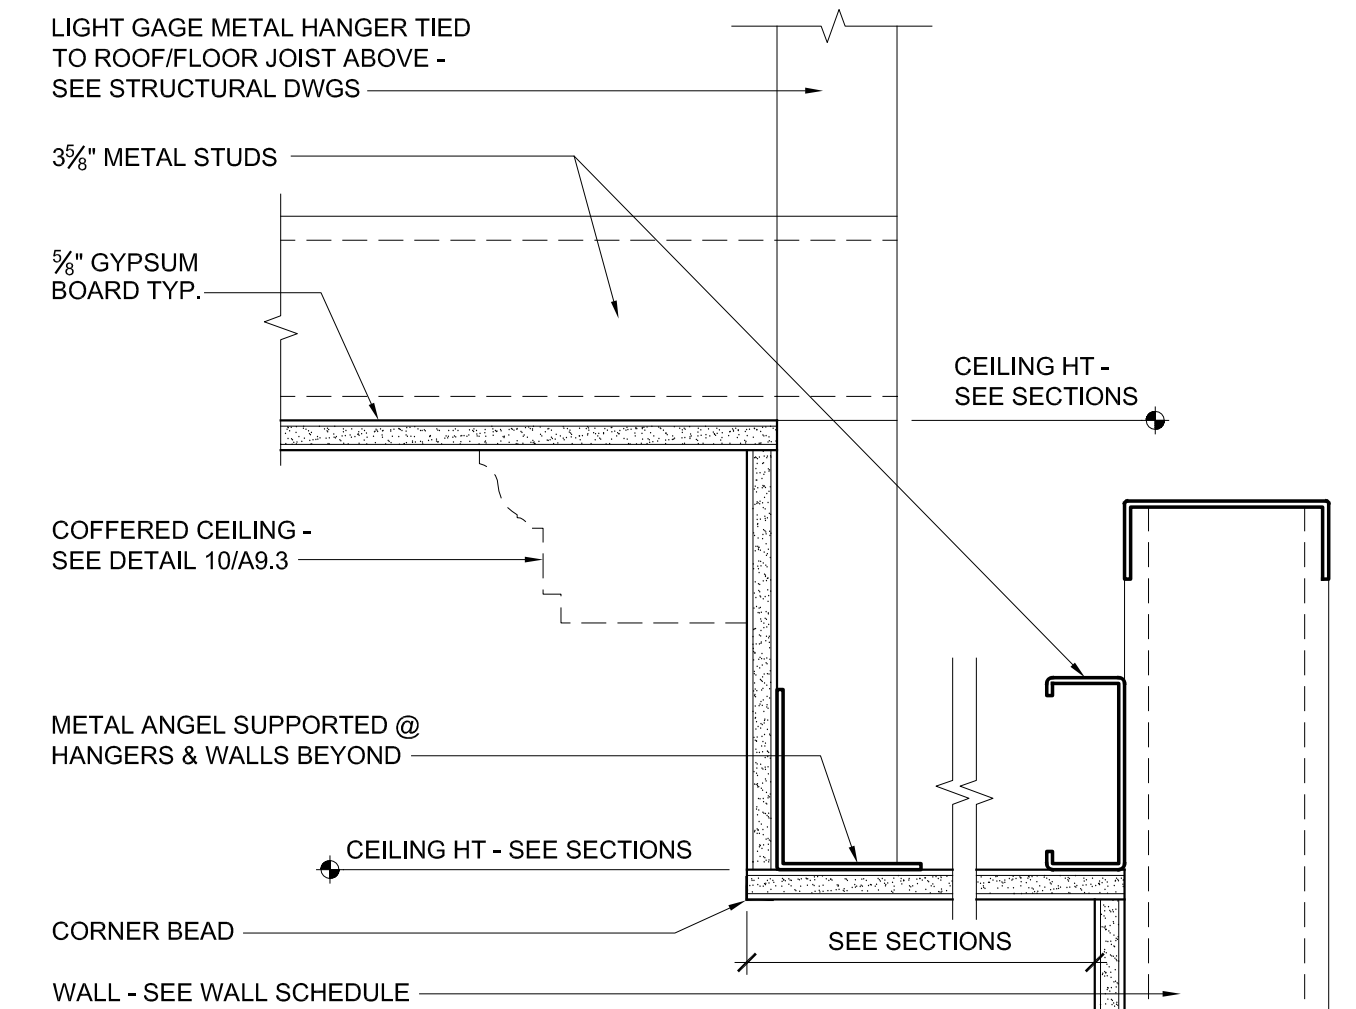 LIGHT GAGE METAL HANGER TIED
TO ROOF/FLOOR JOIST ABOVE -
SEE STRUCTURAL DWGS
3⅝" METAL STUDS
⅝" GYPSUM
BOARD TYP.
CEILING HT -
SEE SECTIONS
COFFERED CEILING -
SEE DETAIL 10/A9.3
METAL ANGEL SUPPORTED @
HANGERS & WALLS BEYOND
CEILING HT - SEE SECTIONS
CORNER BEAD
SEE SECTIONS
WALL - SEE WALL SCHEDULE